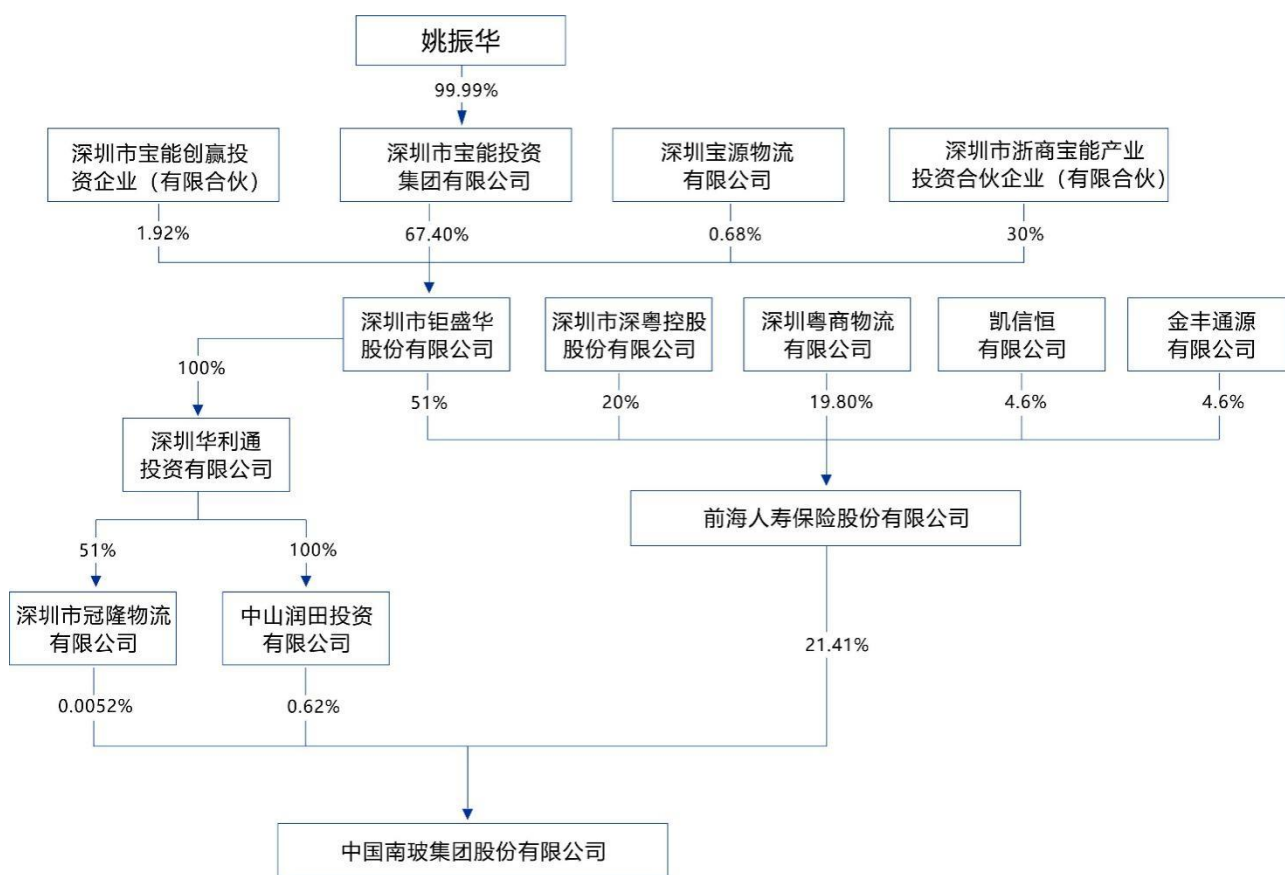 姚振华
99.99%
深圳市宝能创赢投
资企业（有限合伙）
深圳市宝能投资
集团有限公司
深圳宝源物流
有限公司
深圳市浙商宝能产业
投资合伙企业（有限合伙）
1.92%
67.40%
0.68%
30%
深圳市钜盛华
股份有限公司
深圳市深粤控股
股份有限公司
深圳粤商物流
有限公司
凯信恒
有限公司
金丰通源
有限公司
100%
51%
20%
19.80%
4.6%
4.6%
深圳华利通
投资有限公司
前海人寿保险股份有限公司
51%
100%
深圳市冠隆物流
有限公司
中山润田投资
有限公司
21.41%
0.0052%
0.62%
中国南玻集团股份有限公司